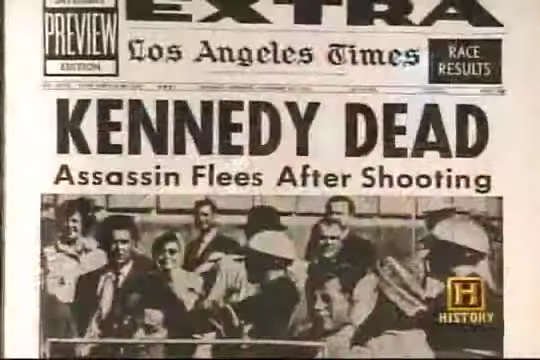 EXTRA
PREVIEW
EDITION
Los Angeles Times
RACE
RESULTS
KENNEDY DEAD
Assassin Flees After Shooting
H
HISTORY